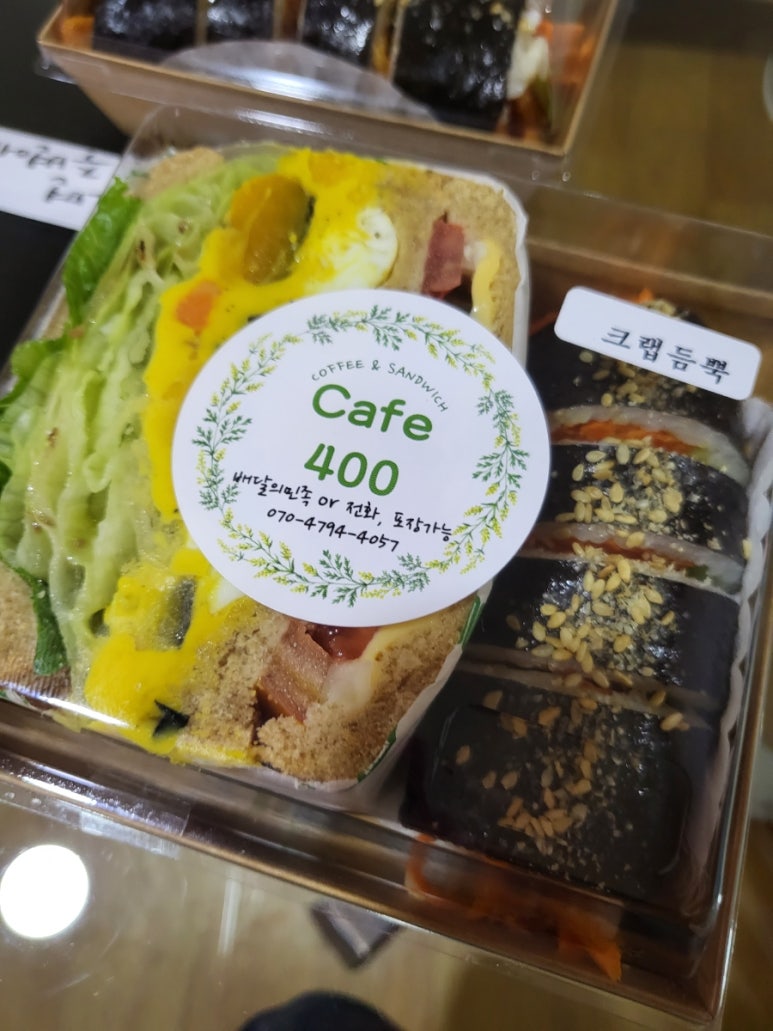 COFFEE & SANDWICH
Cafe
400
배달의민족 or 전화, 포장가능
070-4794-4057
크랩듬뿍